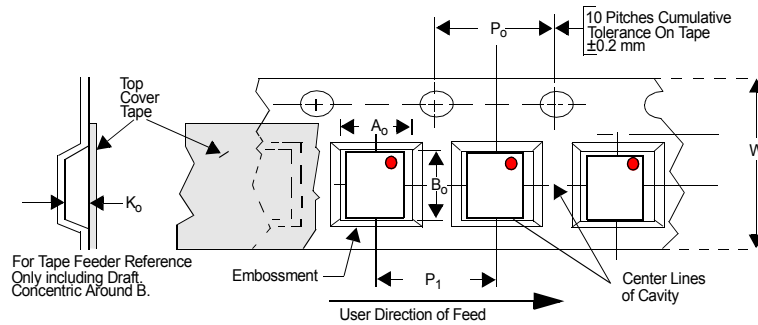 10 Pitches Cumulative
Tolerance On Tape
±0.2 mm
Po
Top
Cover
Tape
Ao
W
Bo
Ko
For Tape Feeder Reference
Only including Draft.
Concentric Around B.
Embossment
P1
Center Lines
of Cavity
User Direction of Feed